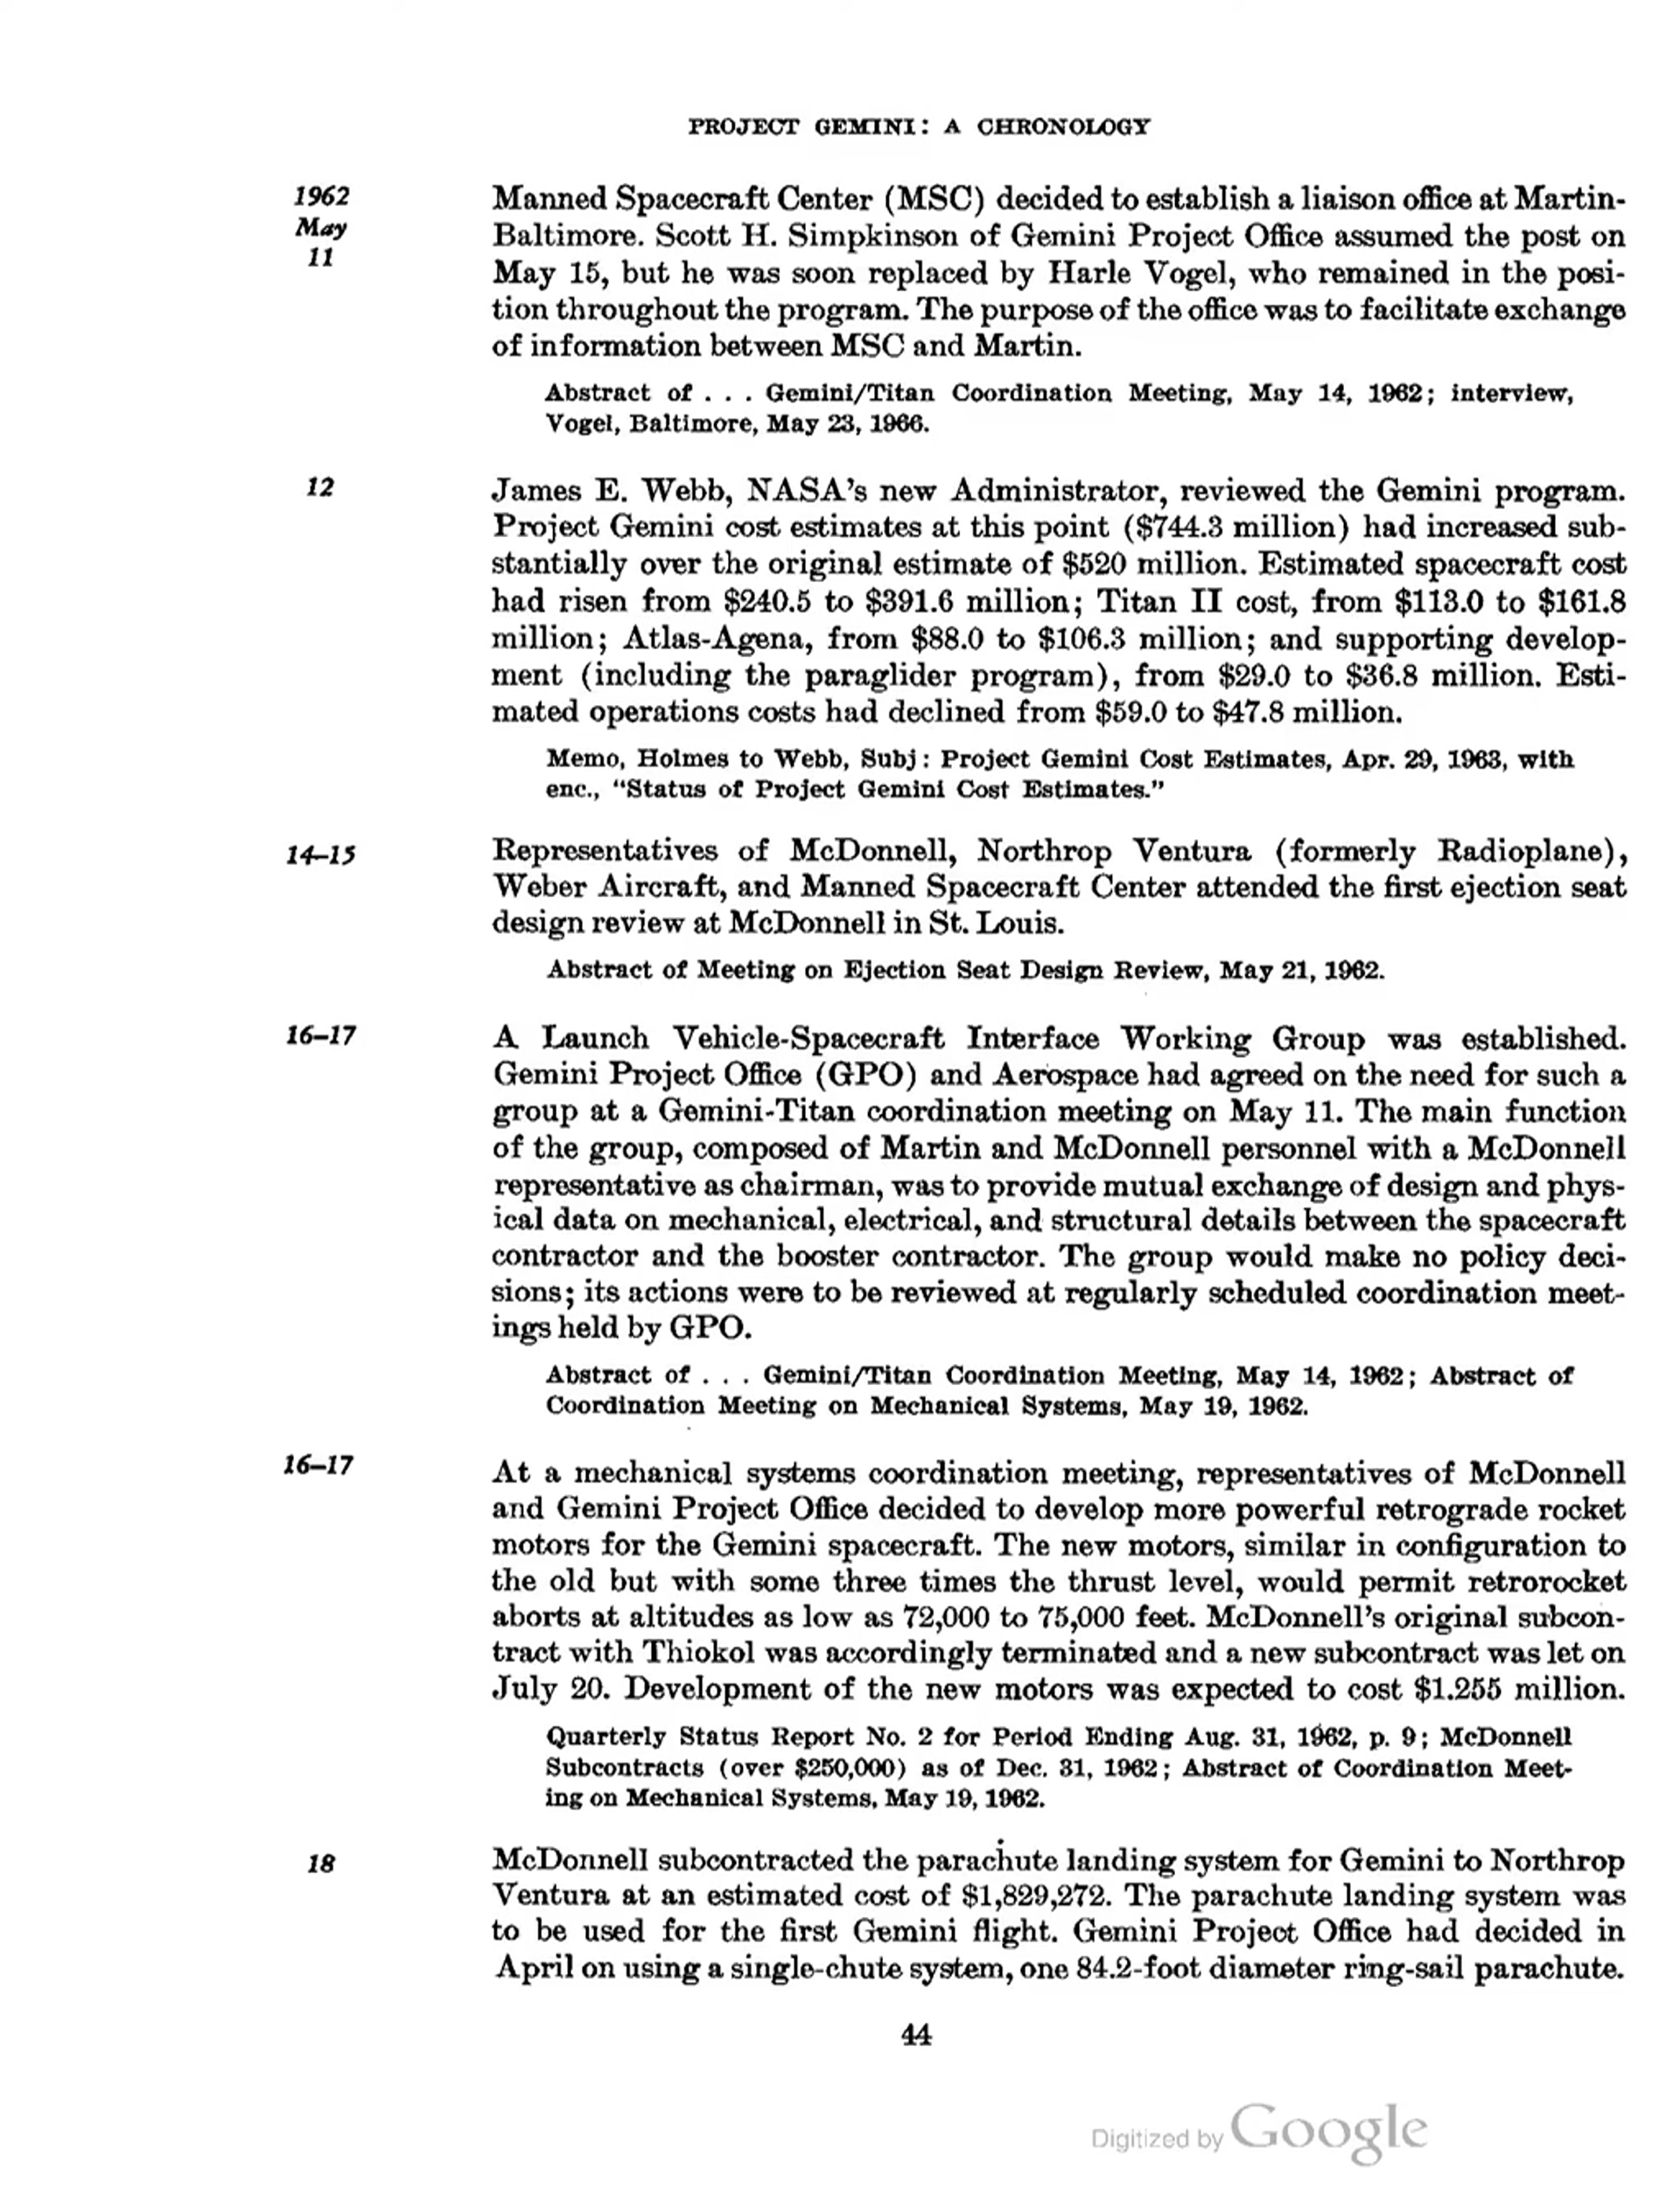 PROJECT GEMINI: A CHRONOLOGY
1962
May
11
Manned Spacecraft Center (MSC) decided to establish a liaison office at Martin-
Baltimore. Scott H. Simpkinson of Gemini Project Office assumed the post on
May 15, but he was soon replaced by Harle Vogel, who remained in the posi-
tion throughout the program. The purpose of the office was to facilitate exchange
of information between MSC and Martin.
Abstract of . . . Gemini/Titan Coordination Meeting, May 14, 1962; interview,
Vogel, Baltimore, May 23, 1966.
12
James E. Webb, NASA's new Administrator, reviewed the Gemini program.
Project Gemini cost estimates at this point ($744.3 million) had increased sub-
stantially over the original estimate of $520 million. Estimated spacecraft cost
had risen from $240.5 to $391.6 million; Titan II cost, from $113.0 to $161.8
million; Atlas-Agena, from $88.0 to $106.3 million; and supporting develop-
ment (including the paraglider program), from $29.0 to $36.8 million. Esti-
mated operations costs had declined from $59.0 to $47.8 million.
Memo, Holmes to Webb, Subj: Project Gemini Cost Estimates, Apr. 29, 1963, with
enc., "Status of Project Gemini Cost Estimates."
14–15
Representatives of McDonnell, Northrop Ventura (formerly Radioplane),
Weber Aircraft, and Manned Spacecraft Center attended the first ejection seat
design review at McDonnell in St. Louis.
Abstract of Meeting on Ejection Seat Design Review, May 21, 1962.
16–17
A Launch Vehicle-Spacecraft Interface Working Group was established.
Gemini Project Office (GPO) and Aerospace had agreed on the need for such a
group at a Gemini-Titan coordination meeting on May 11. The main function
of the group, composed of Martin and McDonnell personnel with a McDonnell
representative as chairman, was to provide mutual exchange of design and phys-
ical data on mechanical, electrical, and structural details between the spacecraft
contractor and the booster contractor. The group would make no policy deci-
sions; its actions were to be reviewed at regularly scheduled coordination meet-
ings held by GPO.
Abstract of . . . Gemini/Titan Coordination Meeting, May 14, 1962; Abstract of
Coordination Meeting on Mechanical Systems, May 19, 1962.
16–17
At a mechanical systems coordination meeting, representatives of McDonnell
and Gemini Project Office decided to develop more powerful retrograde rocket
motors for the Gemini spacecraft. The new motors, similar in configuration to
the old but with some three times the thrust level, would permit retrorocket
aborts at altitudes as low as 72,000 to 75,000 feet. McDonnell's original subcon-
tract with Thiokol was accordingly terminated and a new subcontract was let on
July 20. Development of the new motors was expected to cost $1.255 million.
Quarterly Status Report No. 2 for Period Ending Aug. 31, 1962, p. 9; McDonnell
Subcontracts (over $250,000) as of Dec. 31, 1962; Abstract of Coordination Meet-
ing on Mechanical Systems, May 19, 1962.
18
McDonnell subcontracted the parachute landing system for Gemini to Northrop
Ventura at an estimated cost of $1,829,272. The parachute landing system was
to be used for the first Gemini flight. Gemini Project Office had decided in
April on using a single-chute system, one 84.2-foot diameter ring-sail parachute.
44
Digitized by Google